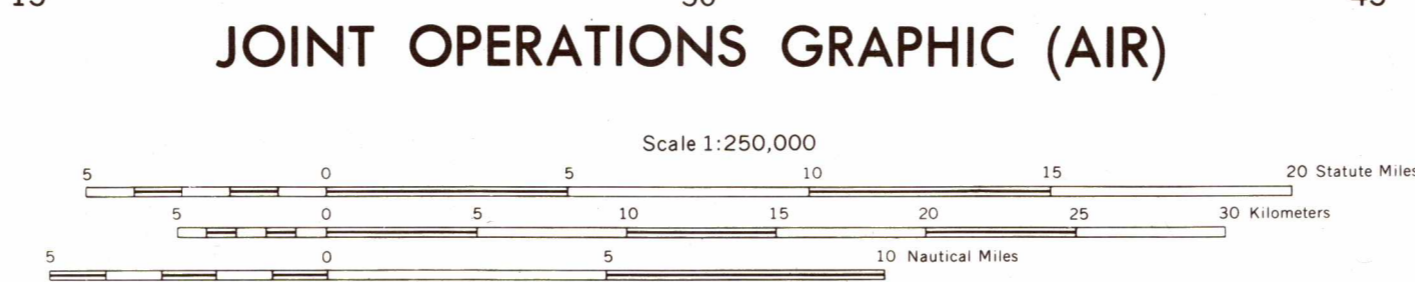 JOINT OPERATIONS GRAPHIC (AIR)
Scale 1:250,000
5 0 5 10 15 20 Statute Miles
5 0 5 10 15 20 25 30 Kilometers
5 0 5 10 Nautical Miles